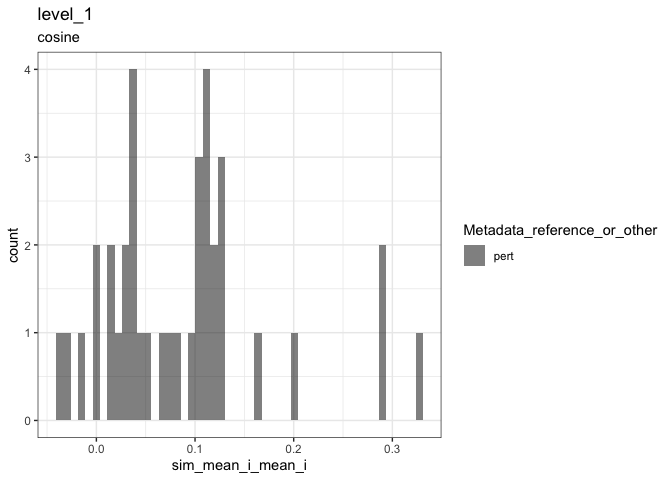 level_1
cosine
4
3
2
1
0
count
0.0 0.1 0.2 0.3
sim_mean_i_mean_i
Metadata_reference_or_other
pert